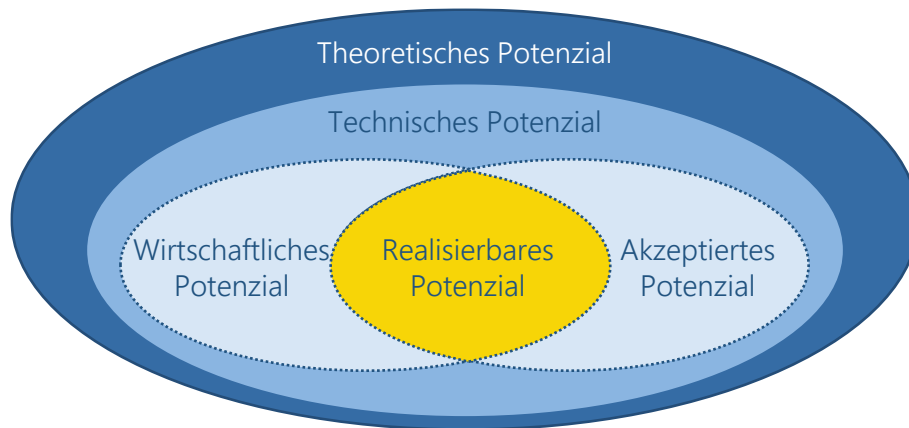 Theoretisches Potenzial
Technisches Potenzial
Wirtschaftliches
Potenzial
Realisierbares
Potenzial
Akzeptiertes
Potenzial